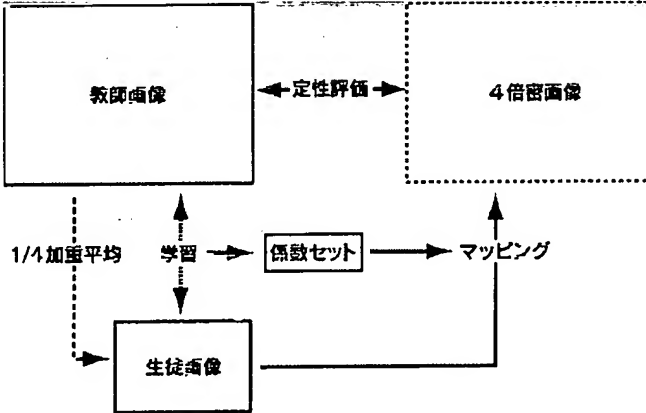 教師画像
定性評価
4倍密画像
1/4加重平均
学習
係数セット
マッピング
生徒画像